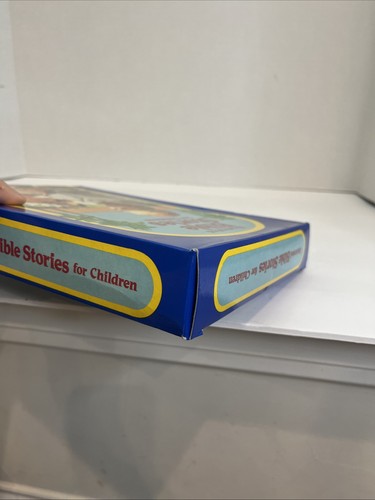 ible Stories for Children
Bible Stories for Children